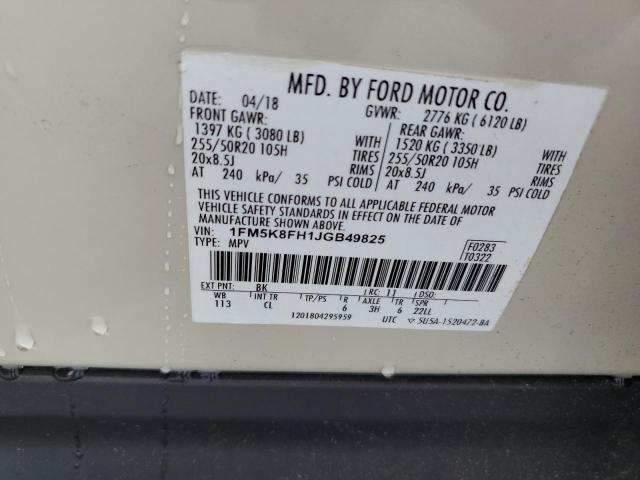 MFD. BY FORD MOTOR CO.
DATE: 04/18 GVWR: 2776 KG ( 6120 LB)
FRONT GAWR: REAR GAWR:
1397 KG ( 3080 LB) 1520 KG ( 3350 LB)
255/50R20 105H TIRES 255/50R20 105H TIRES
20x8.5J RIMS 20x8.5J RIMS
AT 240 kPa/ 35 PSI COLD AT 240 kPa/ 35 PSI COLD
THIS VEHICLE CONFORMS TO ALL APPLICABLE FEDERAL MOTOR
VEHICLE SAFETY STANDARDS IN EFFECT ON THE DATE OF
MANUFACTURE SHOWN ABOVE.
VIN: 1FM5K8FH1JGB49825
TYPE: MPV
F0283
T0322
EXT PNT: BK RC: 11 DSO:
WB INT TR TP/PS R AXLE TR SPR
113 CL 6 3H 6 22LL
1201804295959 UTC ▽ SU5A-1520472-BA